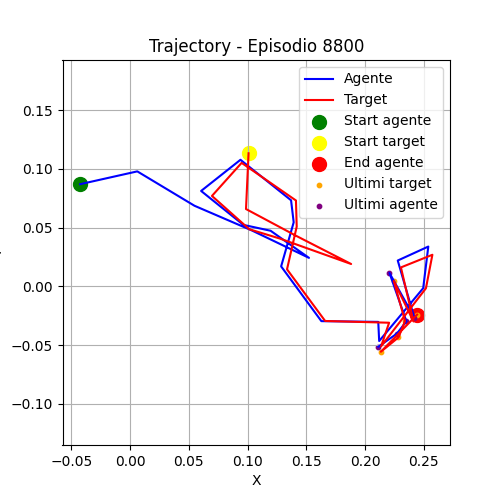 Trajectory - Episodio 8800
Agente
Target
Start agente
Start target
End agente
Ultimi target
Ultimi agente
0.15
0.10
0.05
0.00
−0.05
−0.10
−0.05
0.00
0.05
0.10
0.15
0.20
0.25
X